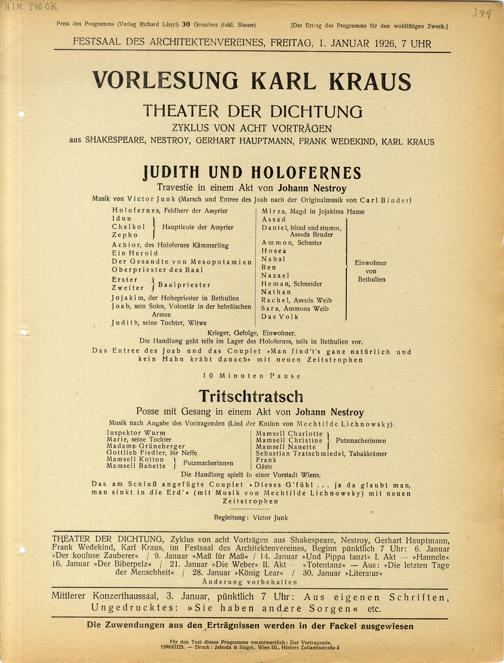 H.I.N. 240 036
344
Preis des Programms (Verlag Richard Lányi) 30 Groschen (inkl. Steuer) [Der Ertrag des Programms für den wohltätigen Zweck.]
FESTSAAL DES ARCHITEKTENVEREINES, FREITAG, 1. JANUAR 1926, 7 UHR
VORLESUNG KARL KRAUS
THEATER DER DICHTUNG
ZYKLUS VON ACHT VORTRÄGEN
aus SHAKESPEARE, NESTROY, GERHART HAUPTMANN, FRANK WEDEKIND, KARL KRAUS
JUDITH UND HOLOFERNES
Travestie in einem Akt von Johann Nestroy
Musik von Victor Junk (Marsch und Entree des Joab nach der Originalmusik von Carl Binder)
Holofernes, Feldherr der Assyrier
Idun
Chalkol
Zepho
Hauptleute der Assyrier
Achior, des Holofernes Kämmerling
Ein Herold
Der Gesandte von Mesopotamien
Oberpriester des Baal
Erster
Zweiter
Baalpriester
Jojakim, der Hohepriester in Bethulien
Joab, sein Sohn, Volontär in der hebräischen
Armee
Judith, seine Tochter, Witwe
Mirza, Magd in Jojakims Hause
Assad
Daniel, blind und stumm,
Assads Bruder
Ammon, Schuster
Hosea
Nabal
Ben
Nazael
Heman, Schneider
Nathan
Rachel, Assads Weib
Sara, Ammons Weib
Das Volk
Einwohner
von
Bethulien
Krieger, Gefolge, Einwohner.
Die Handlung geht teils im Lager des Holofernes, teils in Bethulien vor.
Das Entree des Joab und das Couplet »Man find't's ganz natürlich und
kein Hahn kräht danach« mit neuen Zeitstrophen
10 Minuten Pause
Tritschtratsch
Posse mit Gesang in einem Akt von Johann Nestroy
Musik nach Angabe des Vortragenden (Lied der Kotton von Mechtilde Lichnowsky)
Inspektor Wurm
Marie, seine Tochter
Madame Grüneberger
Gottlieb Fiedler, ihr Neffe
Mamsell Kotton
Mamsell Babette
Putzmacherinnen
Mamsell Charlotte
Mamsell Christine
Mamsell Nanette
Putzmacherinnen
Sebastian Tratschmiedel, Tabakkrämer
Frank
Gäste
Die Handlung spielt in einer Vorstadt Wiens.
Das am Schluß angefügte Couplet »Dieses G'fühl ... ja da glaubt man,
man sinkt in die Erd'« (mit Musik von Mechtilde Lichnowsky) mit neuen
Zeitstrophen
Begleitung: Victor Junk
THEATER DER DICHTUNG, Zyklus von acht Vorträgen aus Shakespeare, Nestroy, Gerhart Hauptmann,
Frank Wedekind, Karl Kraus, im Festsaal des Architektenvereines, Beginn pünktlich 7 Uhr: 6. Januar
»Der konfuse Zauberer« / 9. Januar »Maß für Maß« / 14. Januar »Und Pippa tanzt« I. Akt — »Hannele«
16. Januar »Der Biberpelz« / 21. Januar »Die Weber« II. Akt — »Totentanz« — Aus: »Die letzten Tage
der Menschheit« / 28. Januar »König Lear« / 30. Januar »Literatur«
Änderung vorbehalten
Mittlerer Konzerthaussaal, 3. Januar, pünktlich 7 Uhr: Aus eigenen Schriften,
Ungedrucktes: »Sie haben andere Sorgen« etc.
Die Zuwendungen aus den Erträgnissen werden in der Fackel ausgewiesen
Für den Text dieses Programms verantwortlich: Der Vortragende.
Druck: Jahoda & Siegel, Wien III., Hintere Zollamtsstraße 3